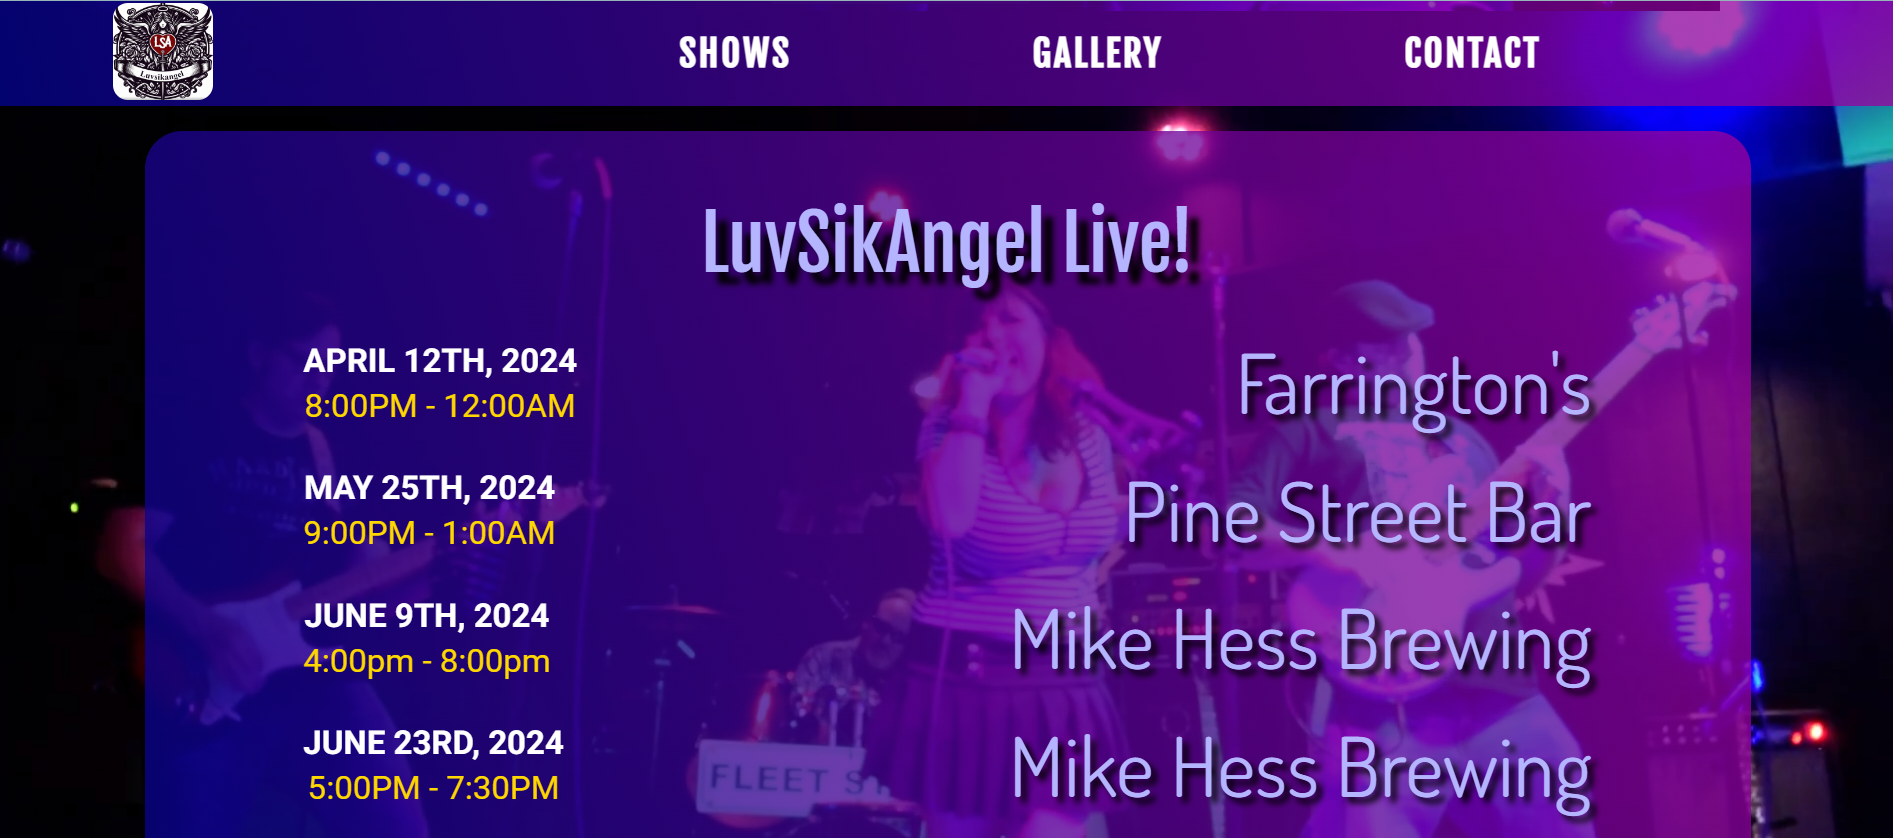 LSA
Luvsikangel
SHOWS
GALLERY
CONTACT
LuvSikAngel Live!
APRIL 12TH, 2024
8:00PM - 12:00AM
Farrington's
MAY 25TH, 2024
9:00PM - 1:00AM
Pine Street Bar
JUNE 9TH, 2024
4:00pm - 8:00pm
Mike Hess Brewing
JUNE 23RD, 2024
5:00PM - 7:30PM
Mike Hess Brewing
FLEET